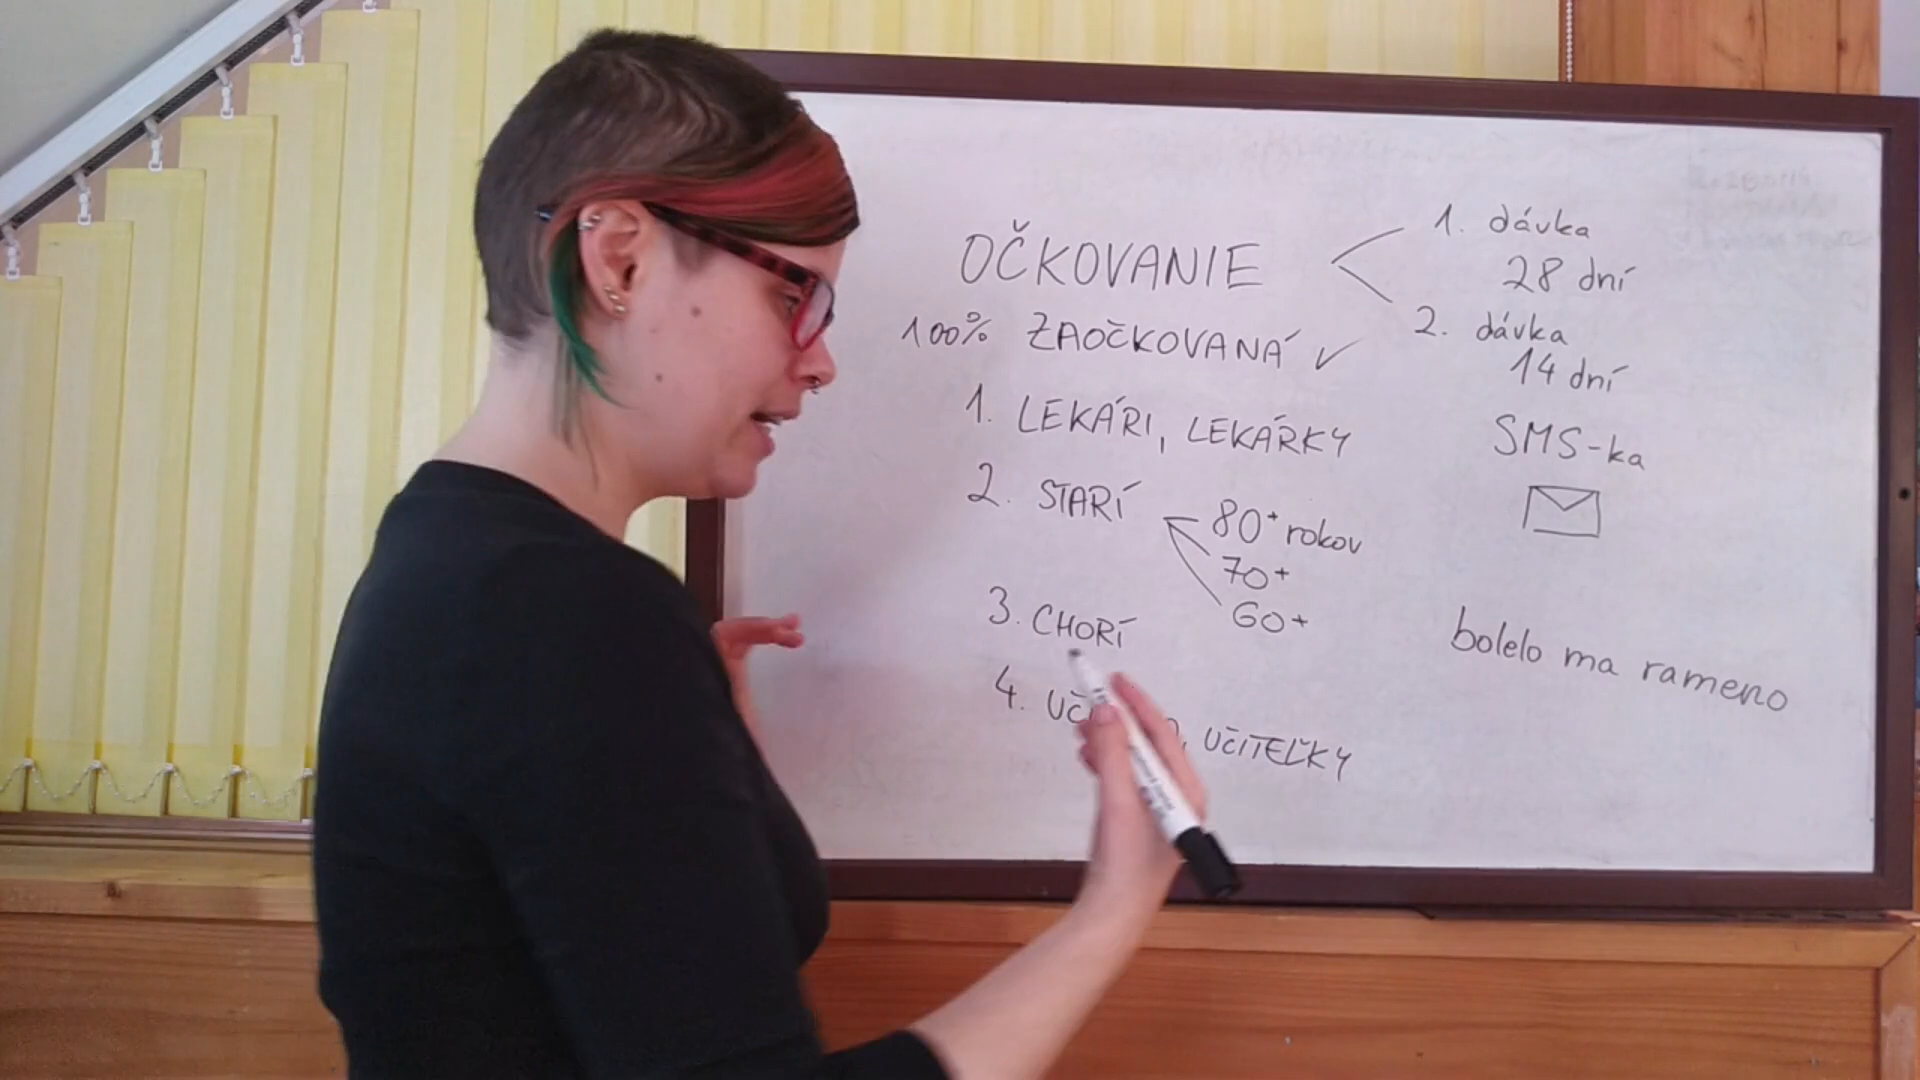 OČKOVANIE
100% ZAOČKOVANÁ ✓
1. LEKÁRI, LEKÁRKY
2. STARÍ
80+ rokov
70+
60+
3. CHORÍ
4. UČITEĽKY
1. dávka
28 dní
2. dávka
14 dní
SMS-ka
bolelo ma rameno